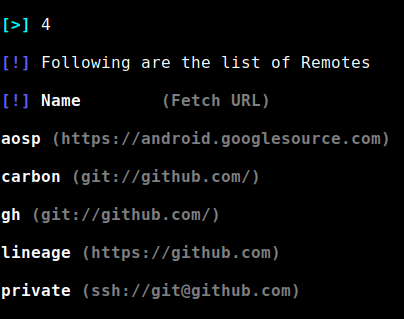 [>] 4
[!] Following are the list of Remotes
[!] Name (Fetch URL)
aosp (https://android.googlesource.com)
carbon (git://github.com/)
gh (git://github.com/)
lineage (https://github.com)
private (ssh://git@github.com)